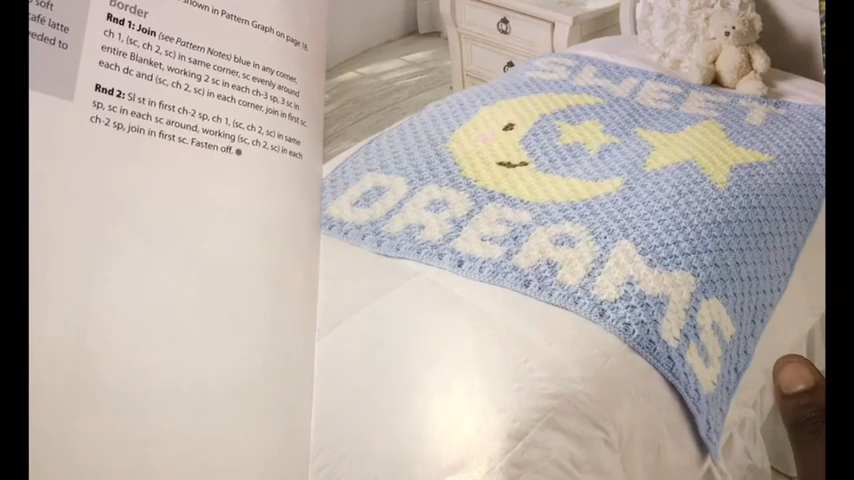 soft
café latte
eeded to
hown in Pattern Graph on page 18.
Border
Rnd 1: Join (see Pattern Notes) blue in any corner,
ch 1, (sc, ch 2, sc) in same corner, sc evenly around
entire Blanket, working 2 sc in each ch-3 sp, 3 sc in
each dc and (sc, ch 2, sc) in each corner, join in first sc.
Rnd 2: Sl st in first ch-2 sp, ch 1, (sc, ch 2, sc) in same
sp, sc in each sc around, working (sc, ch 2, sc) in each
ch-2 sp, join in first sc. Fasten off.
SWEET
DREAMS